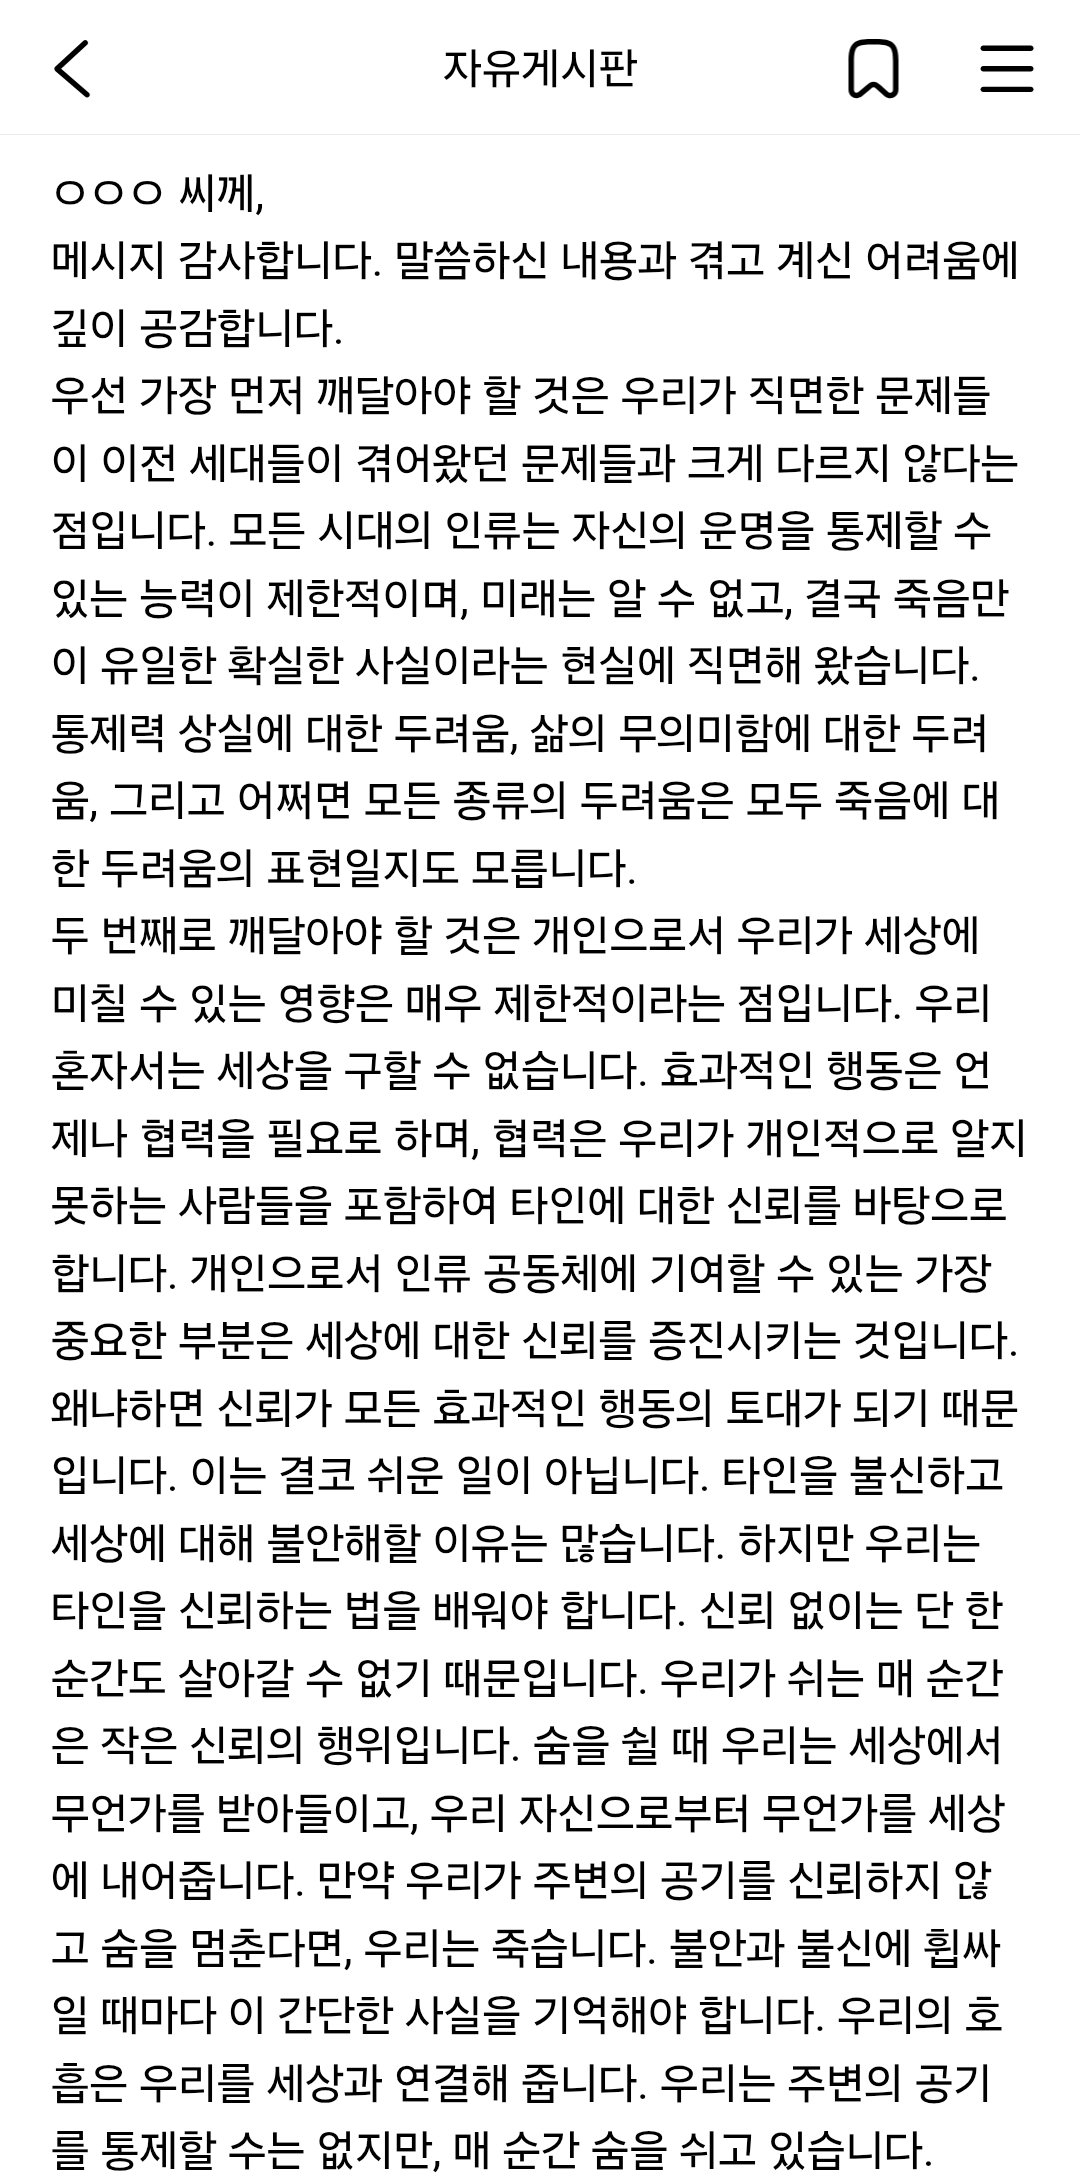 자유게시판
ㅇㅇㅇ 씨께,
메시지 감사합니다. 말씀하신 내용과 겪고 계신 어려움에
깊이 공감합니다.
우선 가장 먼저 깨달아야 할 것은 우리가 직면한 문제들
이 이전 세대들이 겪어왔던 문제들과 크게 다르지 않다는
점입니다. 모든 시대의 인류는 자신의 운명을 통제할 수
있는 능력이 제한적이며, 미래는 알 수 없고, 결국 죽음만
이 유일한 확실한 사실이라는 현실에 직면해 왔습니다.
통제력 상실에 대한 두려움, 삶의 무의미함에 대한 두려
움, 그리고 어쩌면 모든 종류의 두려움은 모두 죽음에 대
한 두려움의 표현일지도 모릅니다.
두 번째로 깨달아야 할 것은 개인으로서 우리가 세상에
미칠 수 있는 영향은 매우 제한적이라는 점입니다. 우리
혼자서는 세상을 구할 수 없습니다. 효과적인 행동은 언
제나 협력을 필요로 하며, 협력은 우리가 개인적으로 알지
못하는 사람들을 포함하여 타인에 대한 신뢰를 바탕으로
합니다. 개인으로서 인류 공동체에 기여할 수 있는 가장
중요한 부분은 세상에 대한 신뢰를 증진시키는 것입니다.
왜냐하면 신뢰가 모든 효과적인 행동의 토대가 되기 때문
입니다. 이는 결코 쉬운 일이 아닙니다. 타인을 불신하고
세상에 대해 불안해할 이유는 많습니다. 하지만 우리는
타인을 신뢰하는 법을 배워야 합니다. 신뢰 없이는 단 한
순간도 살아갈 수 없기 때문입니다. 우리가 쉬는 매 순간
은 작은 신뢰의 행위입니다. 숨을 쉴 때 우리는 세상에서
무언가를 받아들이고, 우리 자신으로부터 무언가를 세상
에 내어줍니다. 만약 우리가 주변의 공기를 신뢰하지 않
고 숨을 멈춘다면, 우리는 죽습니다. 불안과 불신에 휩싸
일 때마다 이 간단한 사실을 기억해야 합니다. 우리의 호
흡은 우리를 세상과 연결해 줍니다. 우리는 주변의 공기
를 통제할 수는 없지만, 매 순간 숨을 쉬고 있습니다.